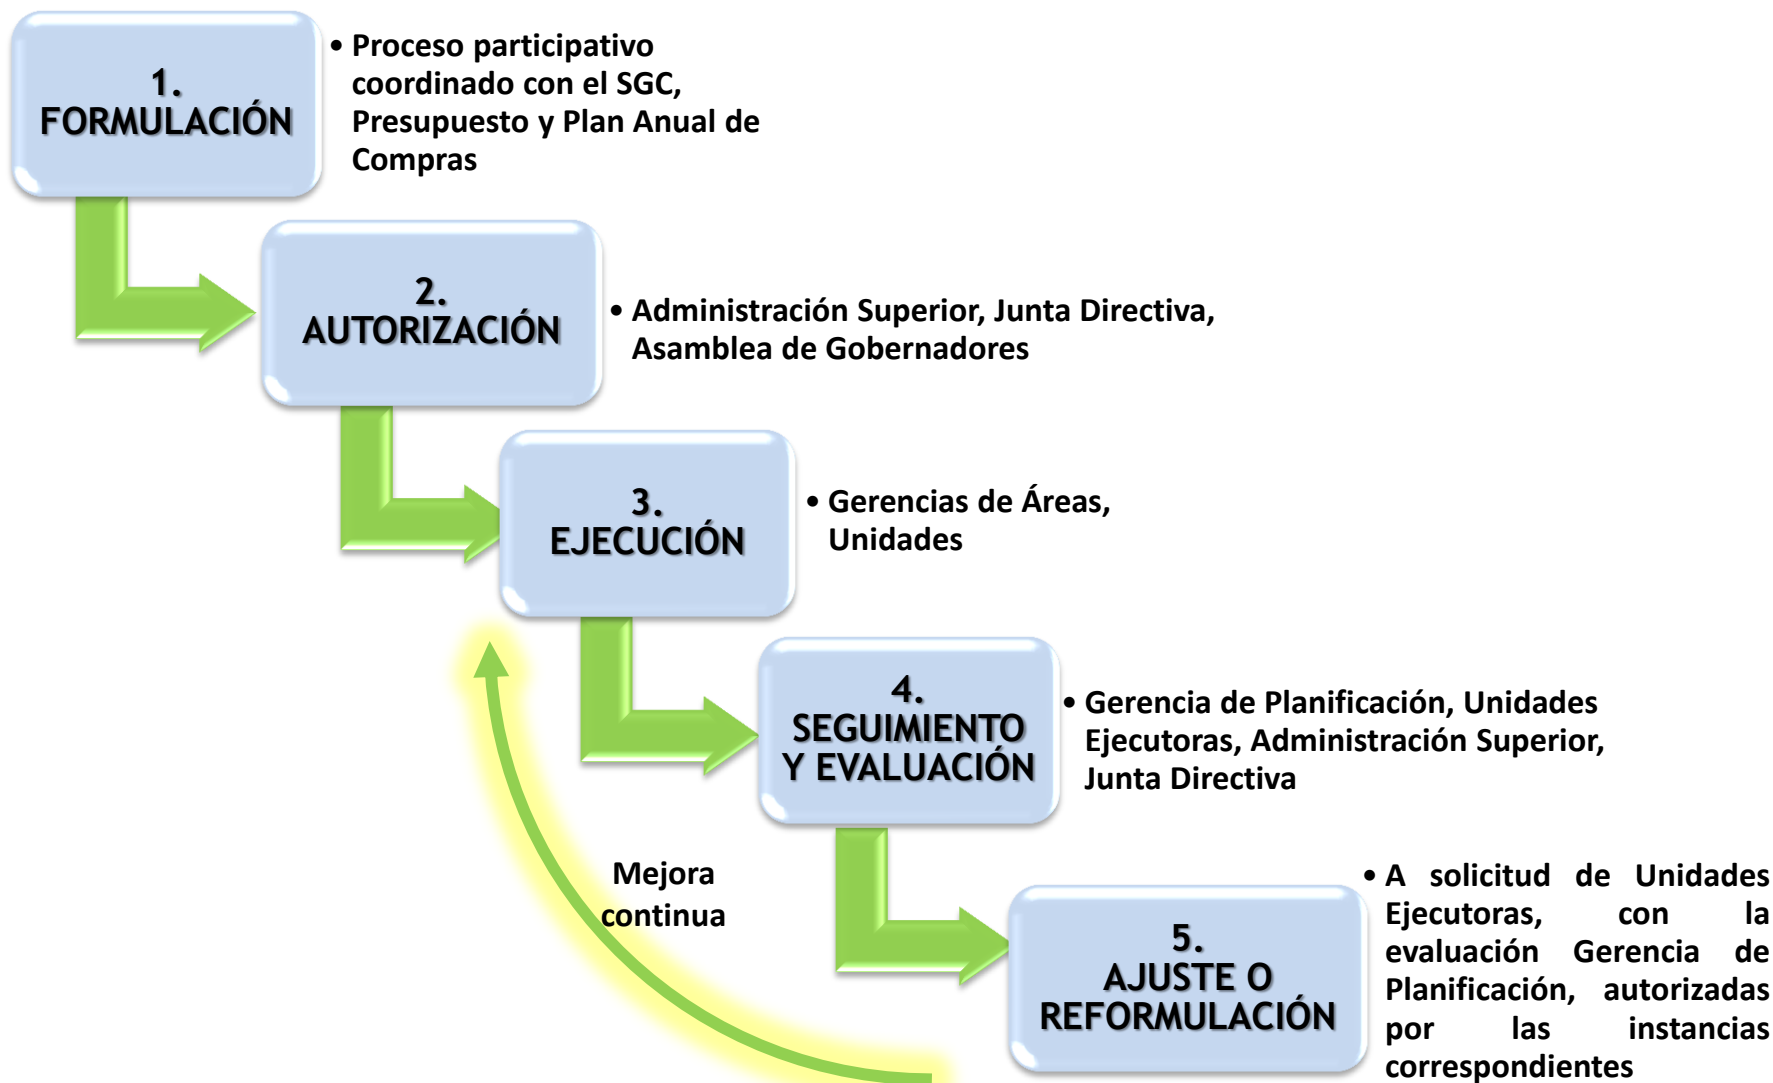 1.
FORMULACIÓN
• Proceso participativo
coordinado con el SGC,
Presupuesto y Plan Anual de
Compras
2.
AUTORIZACIÓN
• Administración Superior, Junta Directiva,
Asamblea de Gobernadores
3.
EJECUCIÓN
• Gerencias de Áreas,
Unidades
4.
SEGUIMIENTO
Y EVALUACIÓN
• Gerencia de Planificación, Unidades
Ejecutoras, Administración Superior,
Junta Directiva
Mejora
continua
5.
AJUSTE O
REFORMULACIÓN
• A solicitud de Unidades
Ejecutoras, con la
evaluación Gerencia de
Planificación, autorizadas
por las instancias
correspondientes